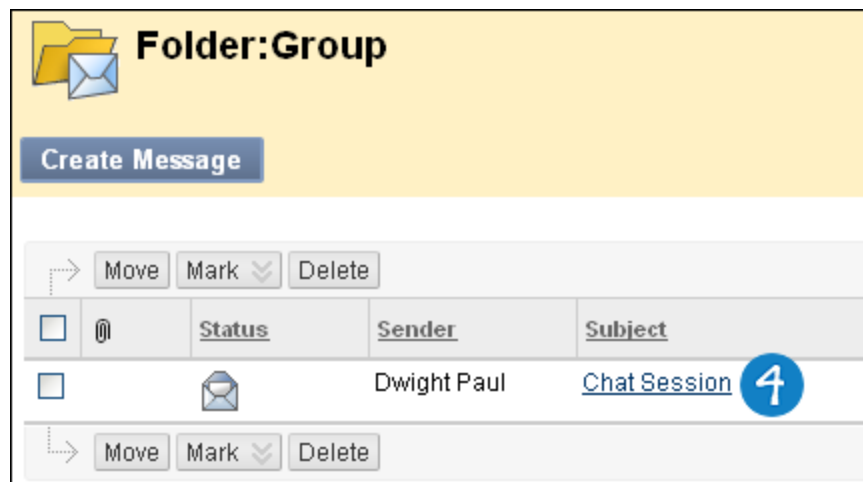 Folder:Group
Create Message
Move Mark Delete
Status Sender Subject
Dwight Paul Chat Session 4
Move Mark Delete